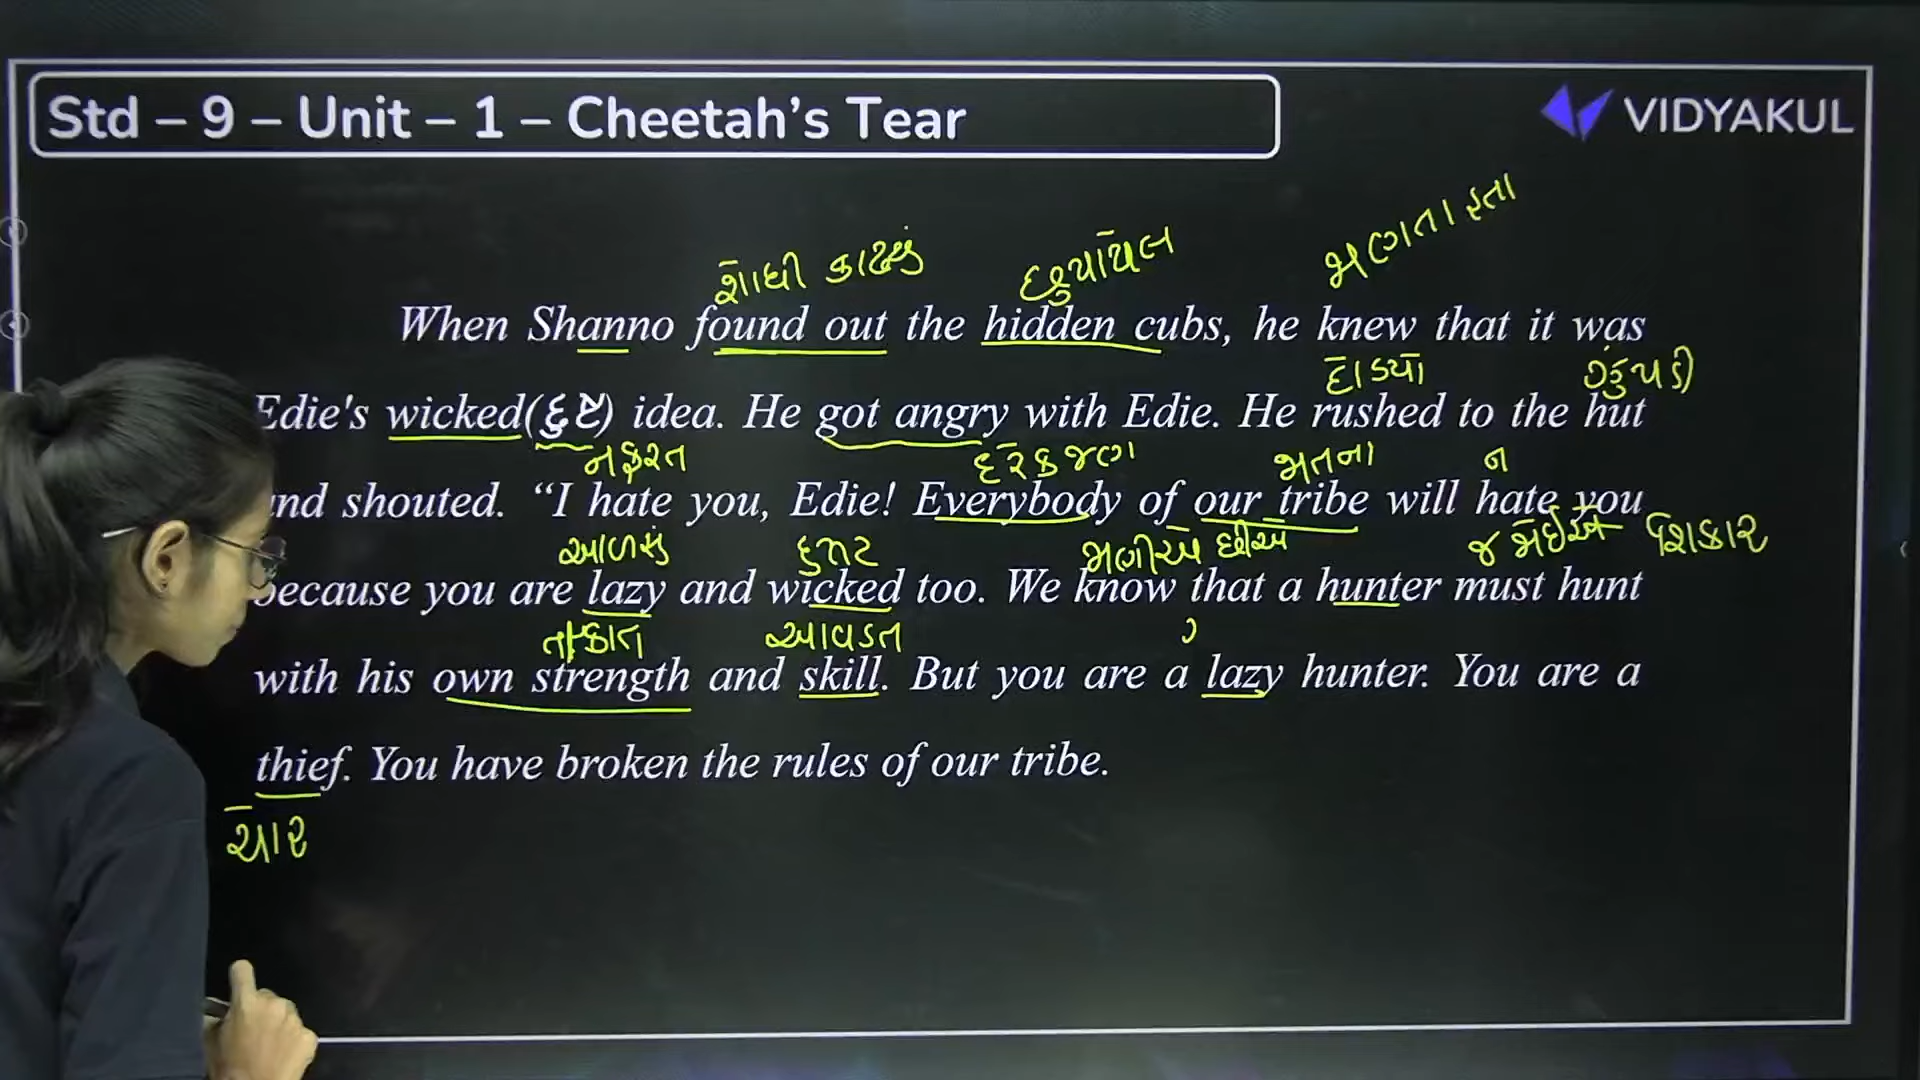 Std – 9 – Unit – 1 – Cheetah's Tear
VIDYAKUL
શોધી કાઢ્યું છુપાયેલ જાણતા હતા
When Shanno found out the hidden cubs, he knew that it was
દોડ્યો ઝુંપડી
Edie's wicked(દુષ્ટ) idea. He got angry with Edie. He rushed to the hut
નફરત દરેકજણ જાતના ન
and shouted. “I hate you, Edie! Everybody of our tribe will hate you
આળસુ દુષ્ટ જાણીએ છીએ જ જોઈએ શિકાર
because you are lazy and wicked too. We know that a hunter must hunt
તાકાત આવડત
with his own strength and skill. But you are a lazy hunter. You are a
thief. You have broken the rules of our tribe.
ચોર